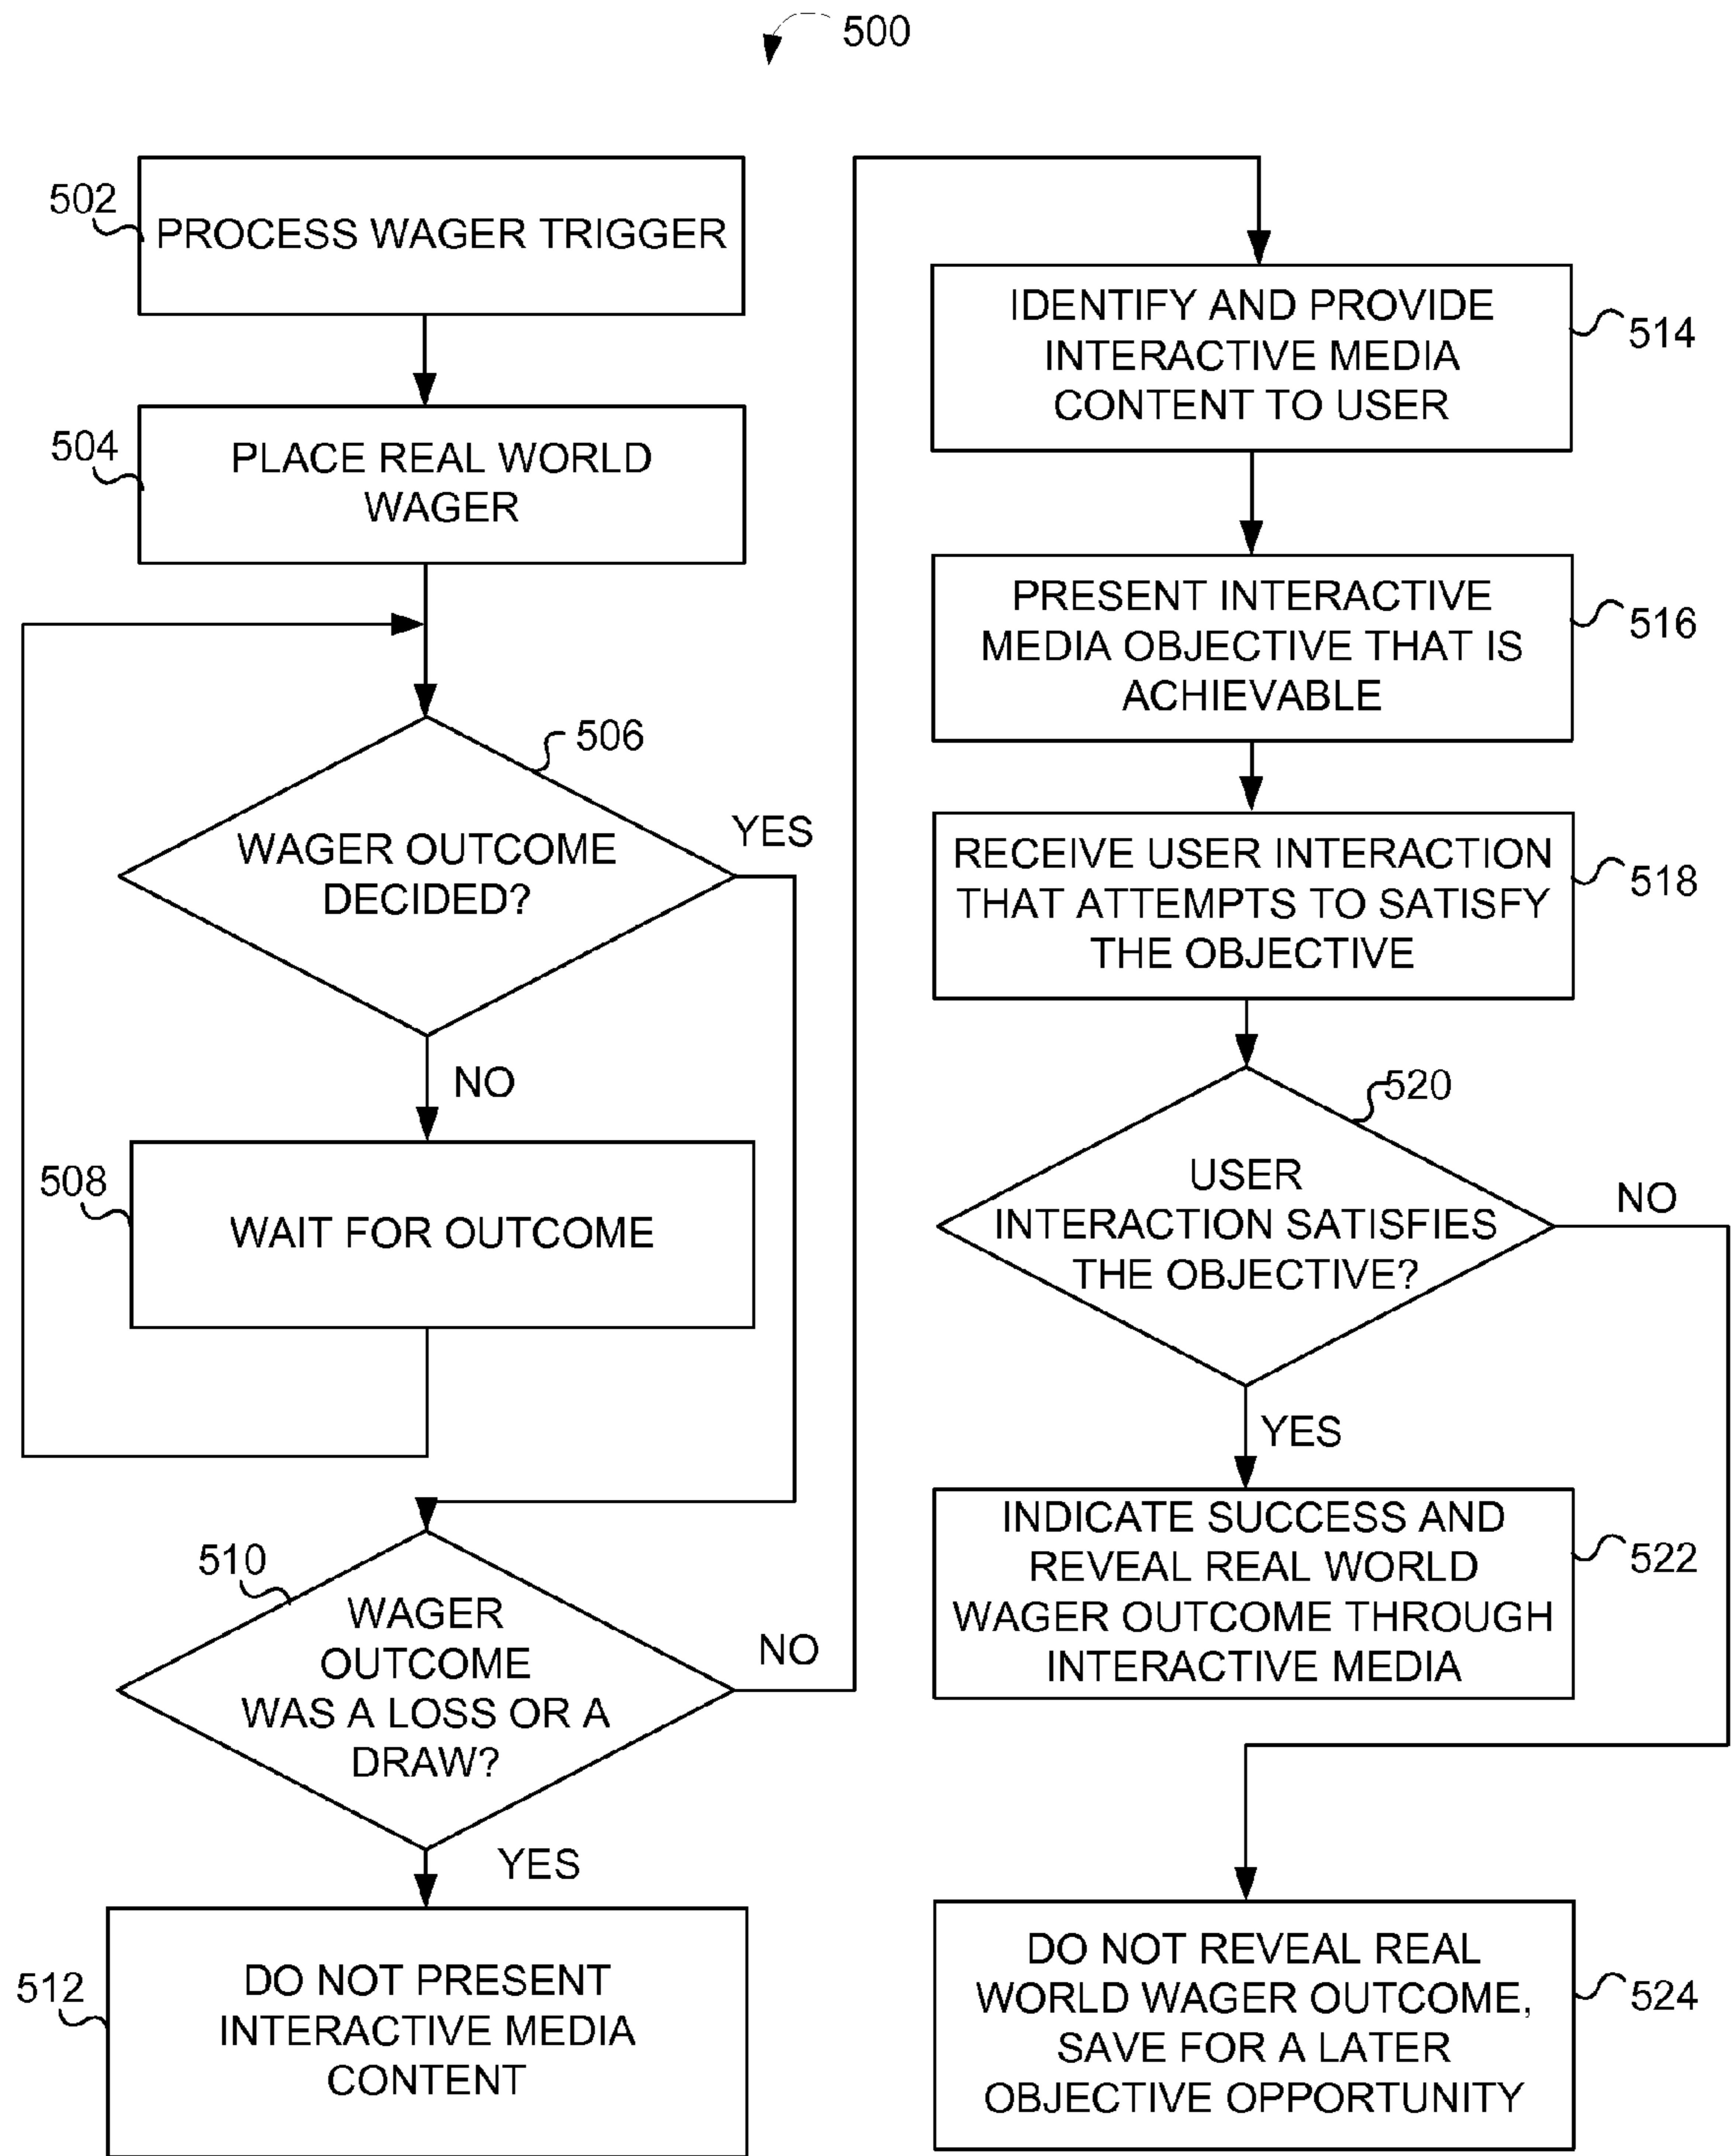 500
502
PROCESS WAGER TRIGGER
504
PLACE REAL WORLD
WAGER
506
WAGER OUTCOME
DECIDED?
YES
NO
508
WAIT FOR OUTCOME
510
WAGER
OUTCOME
WAS A LOSS OR A
DRAW?
NO
YES
512
DO NOT PRESENT
INTERACTIVE MEDIA
CONTENT
IDENTIFY AND PROVIDE
INTERACTIVE MEDIA
CONTENT TO USER
514
PRESENT INTERACTIVE
MEDIA OBJECTIVE THAT IS
ACHIEVABLE
516
RECEIVE USER INTERACTION
THAT ATTEMPTS TO SATISFY
THE OBJECTIVE
518
520
USER
INTERACTION SATISFIES
THE OBJECTIVE?
NO
YES
INDICATE SUCCESS AND
REVEAL REAL WORLD
WAGER OUTCOME THROUGH
INTERACTIVE MEDIA
522
DO NOT REVEAL REAL
WORLD WAGER OUTCOME,
SAVE FOR A LATER
OBJECTIVE OPPORTUNITY
524